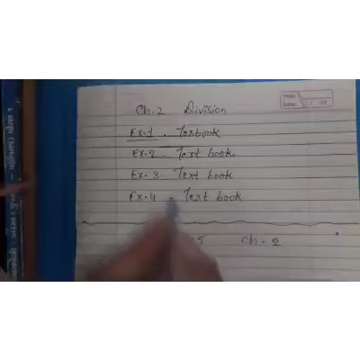 Ch. 2 Division
Ex-1 . Texbook
Ex-2 - Text book
Ex-3 - Text book
Ex-4 - Text book
Ch - 2